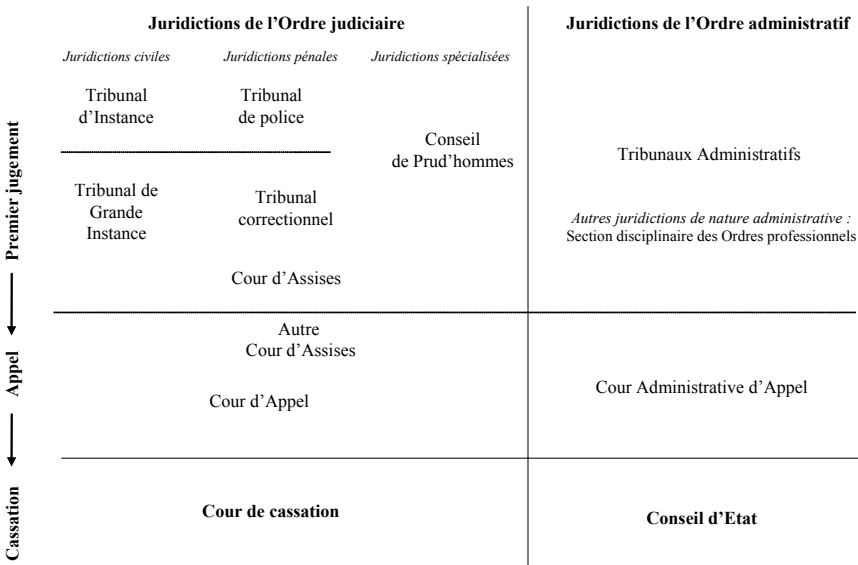 Juridictions de l’Ordre judiciaire
Juridictions de l’Ordre administratif
Juridictions civiles
Juridictions pénales
Juridictions spécialisées
Premier jugement
Tribunal
d’Instance
Tribunal
de police
Conseil
de Prud’hommes
Tribunaux Administratifs
Tribunal de
Grande
Instance
Tribunal
correctionnel
Autres juridictions de nature administrative :
Section disciplinaire des Ordres professionnels
Cour d’Assises
Appel
Autre
Cour d’Assises
Cour d’Appel
Cour Administrative d’Appel
Cassation
Cour de cassation
Conseil d’Etat